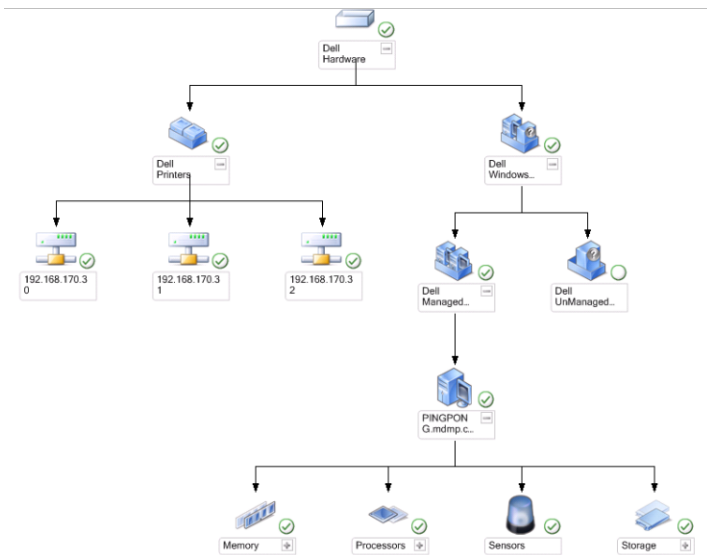 Dell
Hardware
Dell
Printers
Dell
Windows...
192.168.170.3
0
192.168.170.3
1
192.168.170.3
2
Dell
Managed...
Dell
UnManaged...
PINGPON
G.mdmp.c...
Memory
Processors
Sensors
Storage